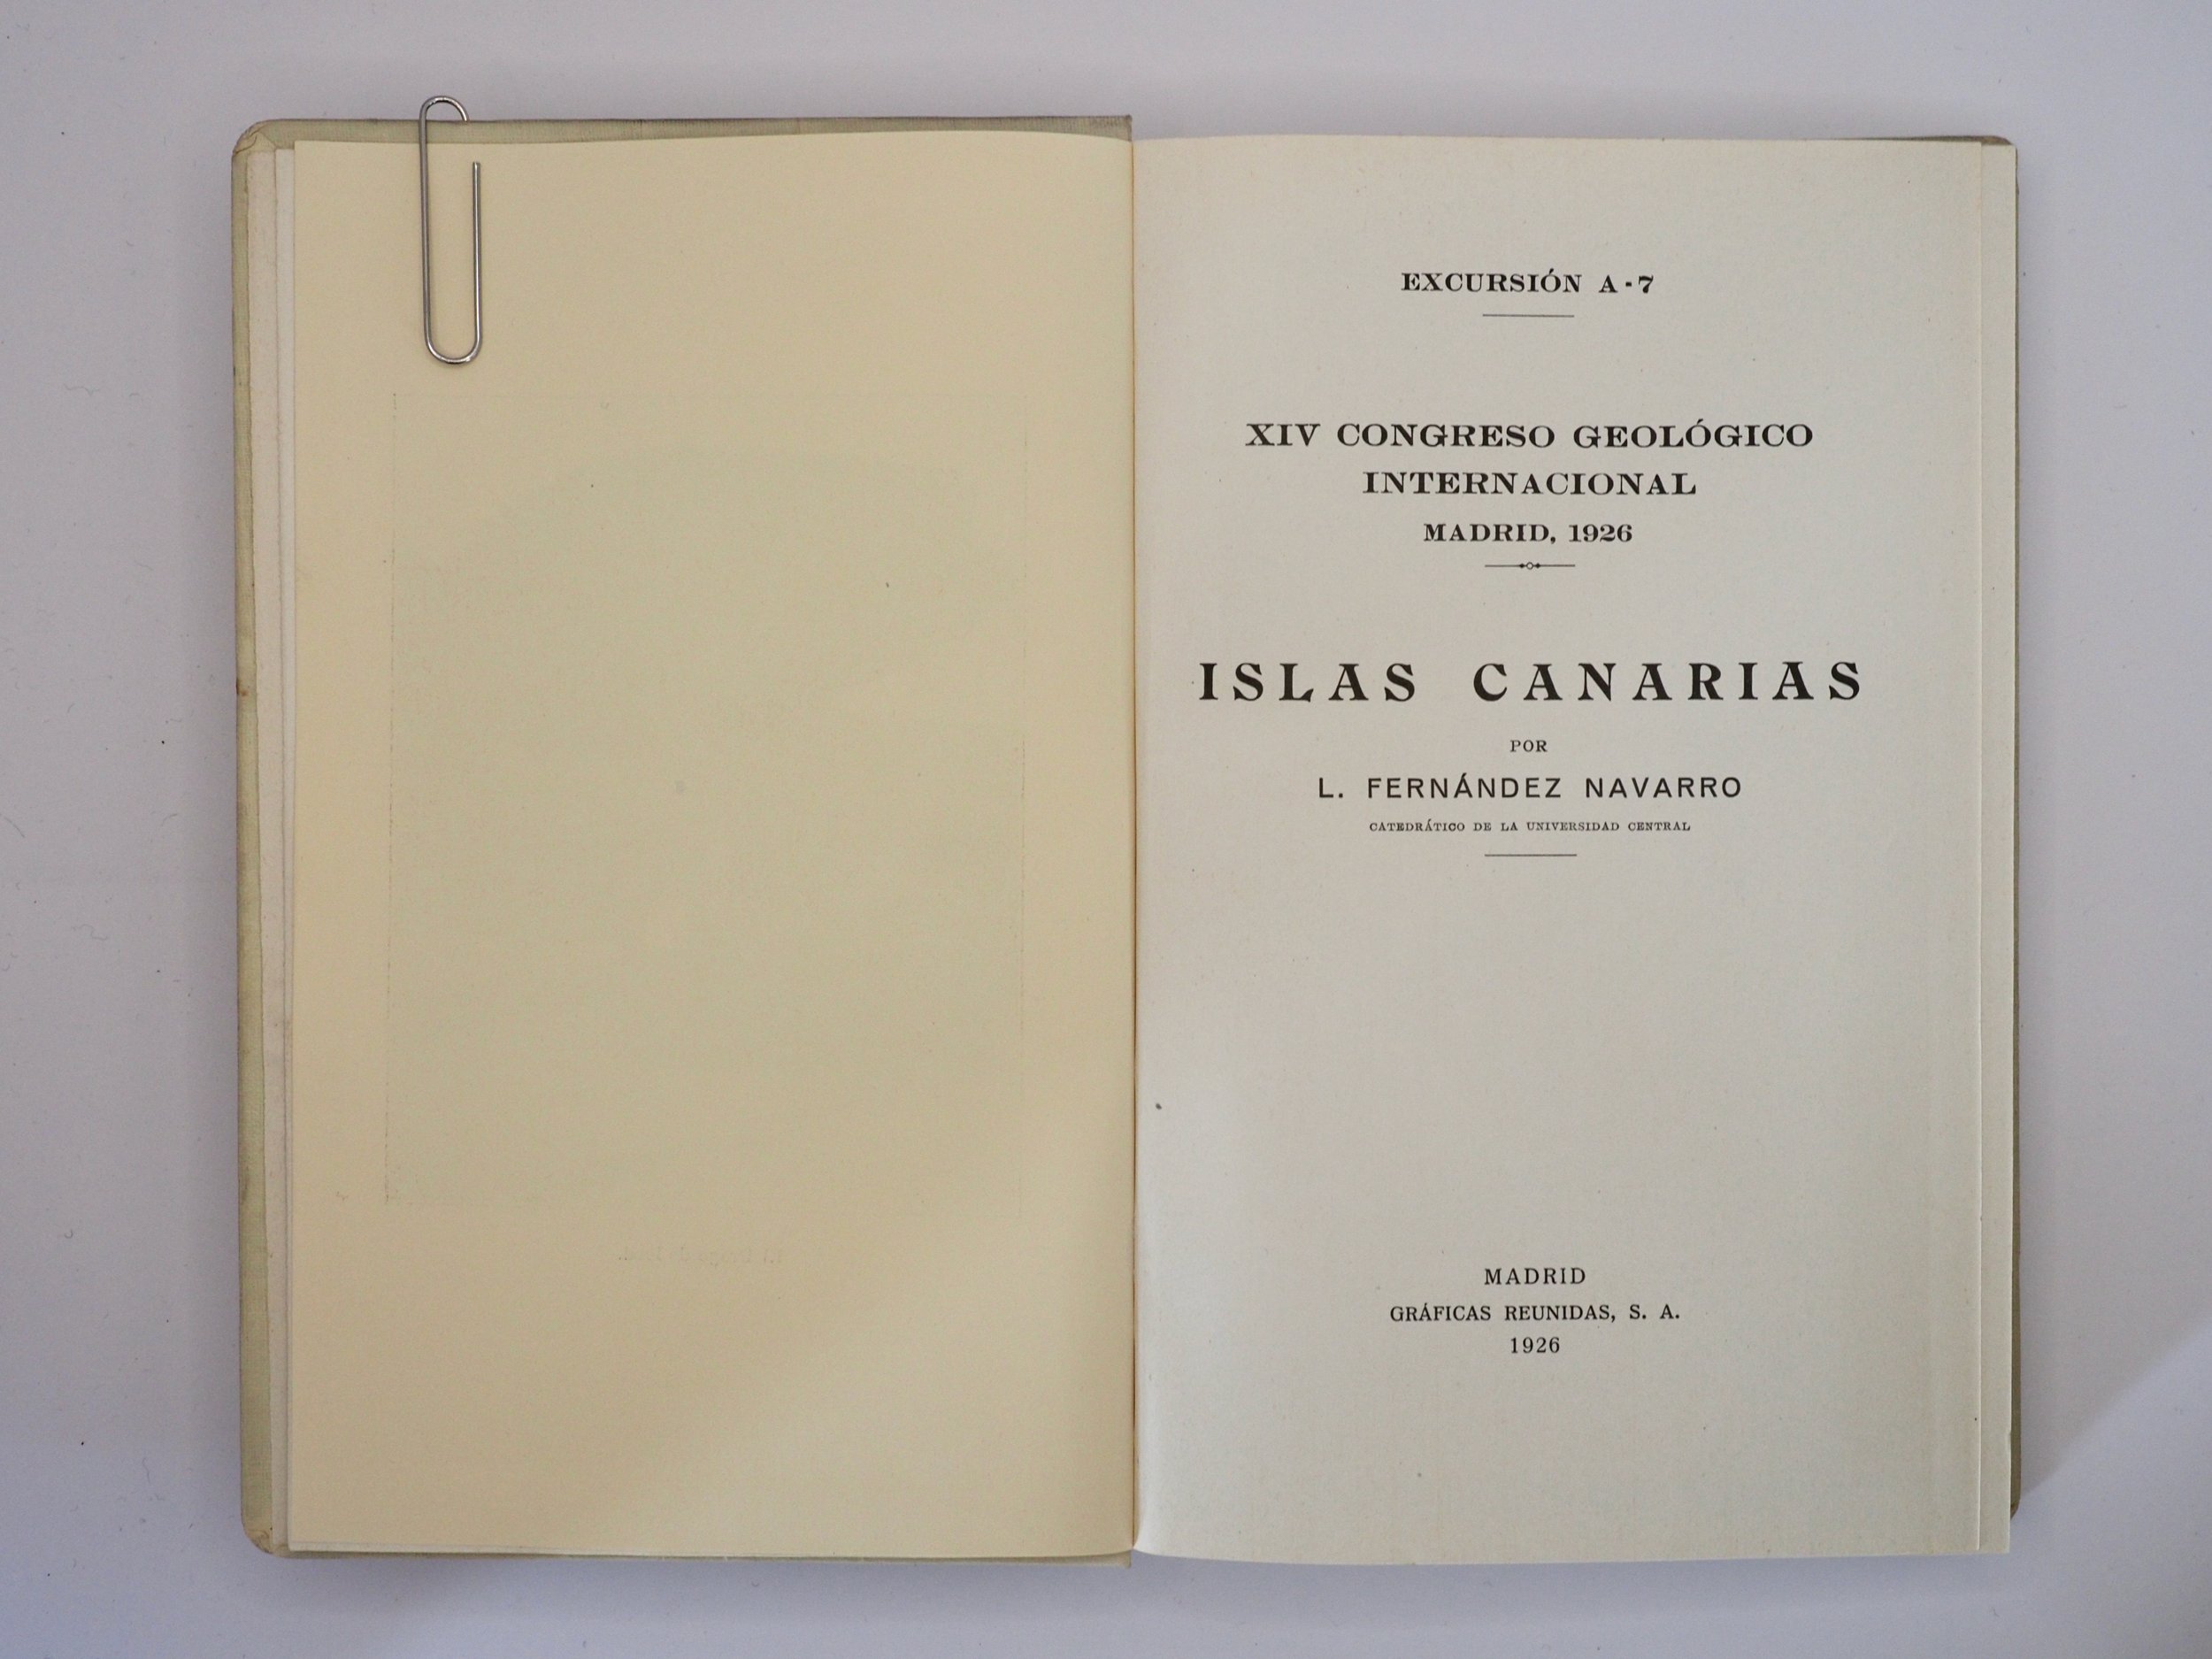 EXCURSIÓN A-7
XIV CONGRESO GEOLÓGICO
INTERNACIONAL
MADRID, 1926
ISLAS CANARIAS
POR
L. FERNÁNDEZ NAVARRO
CATEDRÁTICO DE LA UNIVERSIDAD CENTRAL
MADRID
GRÁFICAS REUNIDAS, S. A.
1926